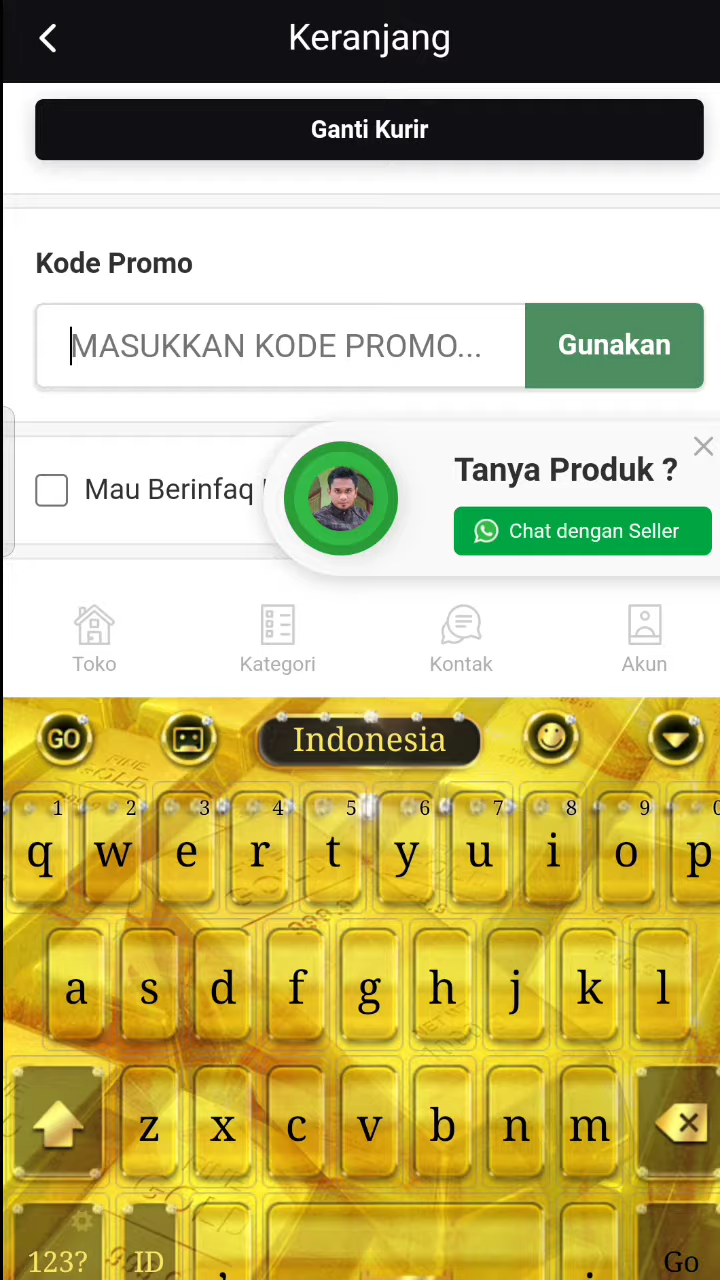 Keranjang
Ganti Kurir
Kode Promo
MASUKKAN KODE PROMO...
Gunakan
Mau Berinfaq
Tanya Produk ?
Chat dengan Seller
Toko Kategori Kontak Akun
GO Indonesia
1 2 3 4 5 6 7 8 9 0
q w e r t y u i o p
a s d f g h j k l
z x c v b n m
123? ID , . Go